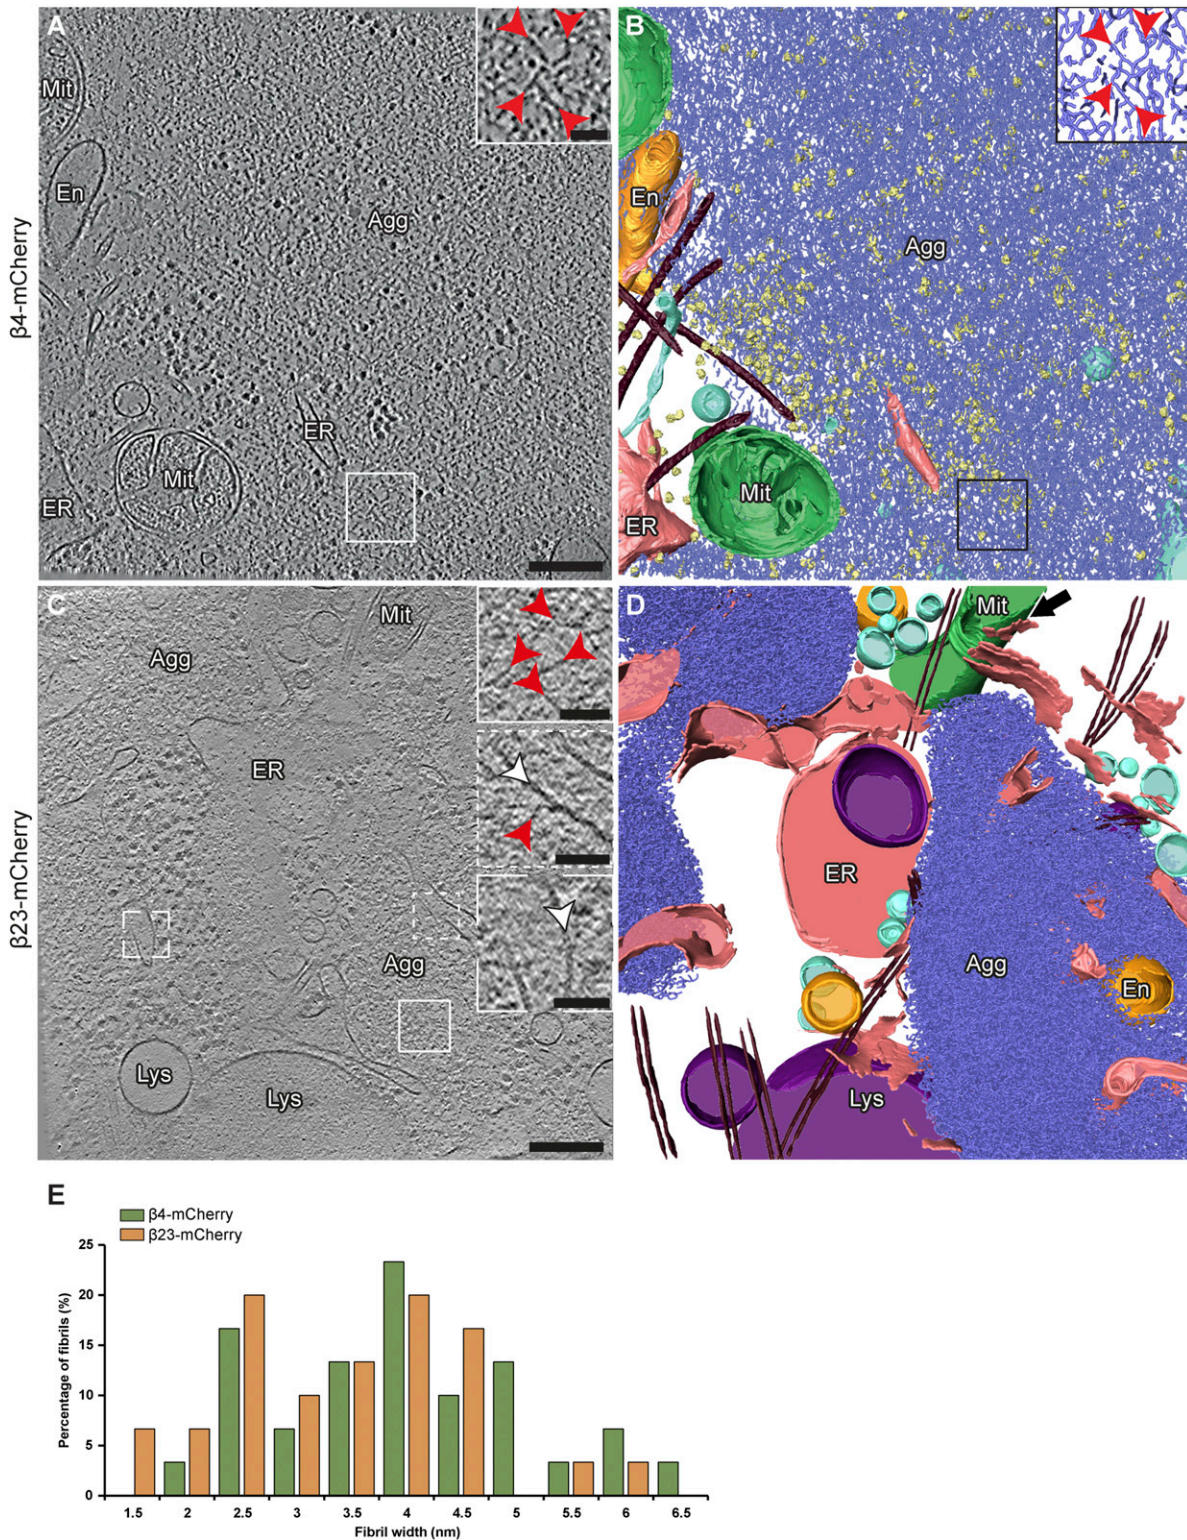 A
Mit
En
Agg
ER
Mit
ER
β4-mCherry
B
En
Agg
Mit
ER
C
Mit
Agg
ER
Agg
Lys
Lys
β23-mCherry
D
Mit
ER
Agg
En
Lys
E
β4-mCherry
β23-mCherry
Percentage of fibrils (%)
25
20
15
10
5
0
1.5 2 2.5 3 3.5 4 4.5 5 5.5 6 6.5
Fibril width (nm)